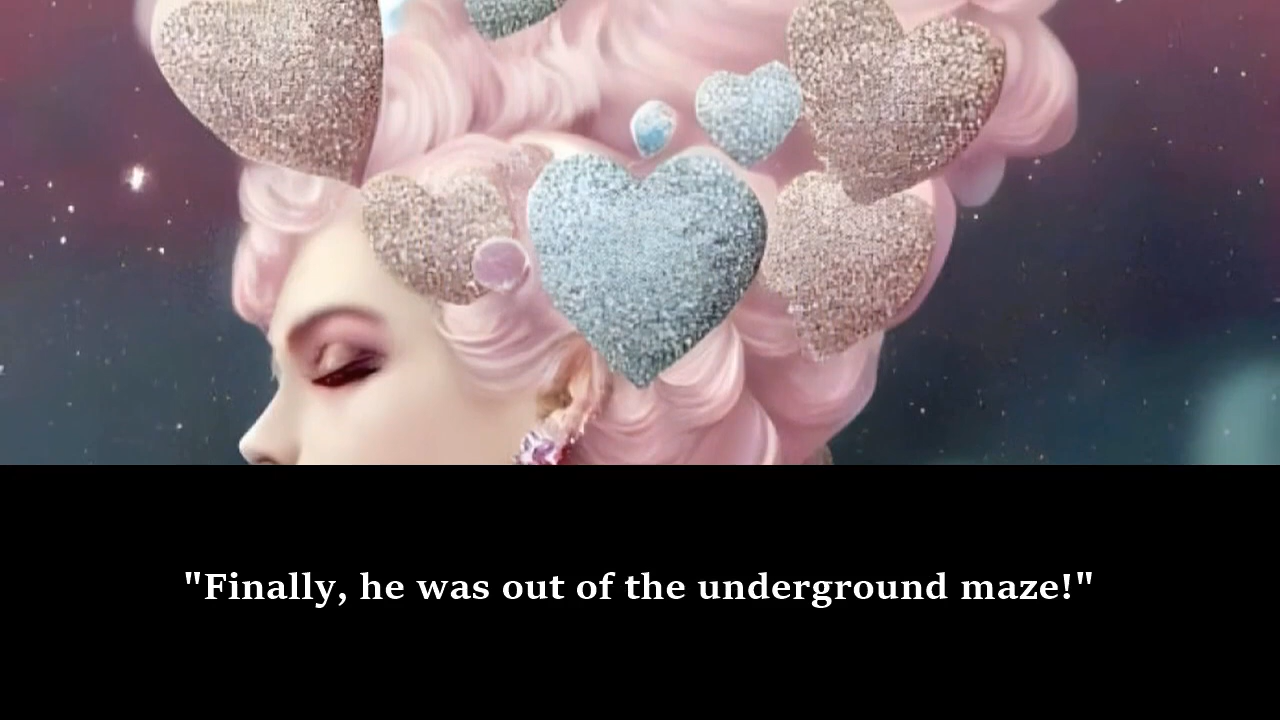 "Finally, he was out of the underground maze!"